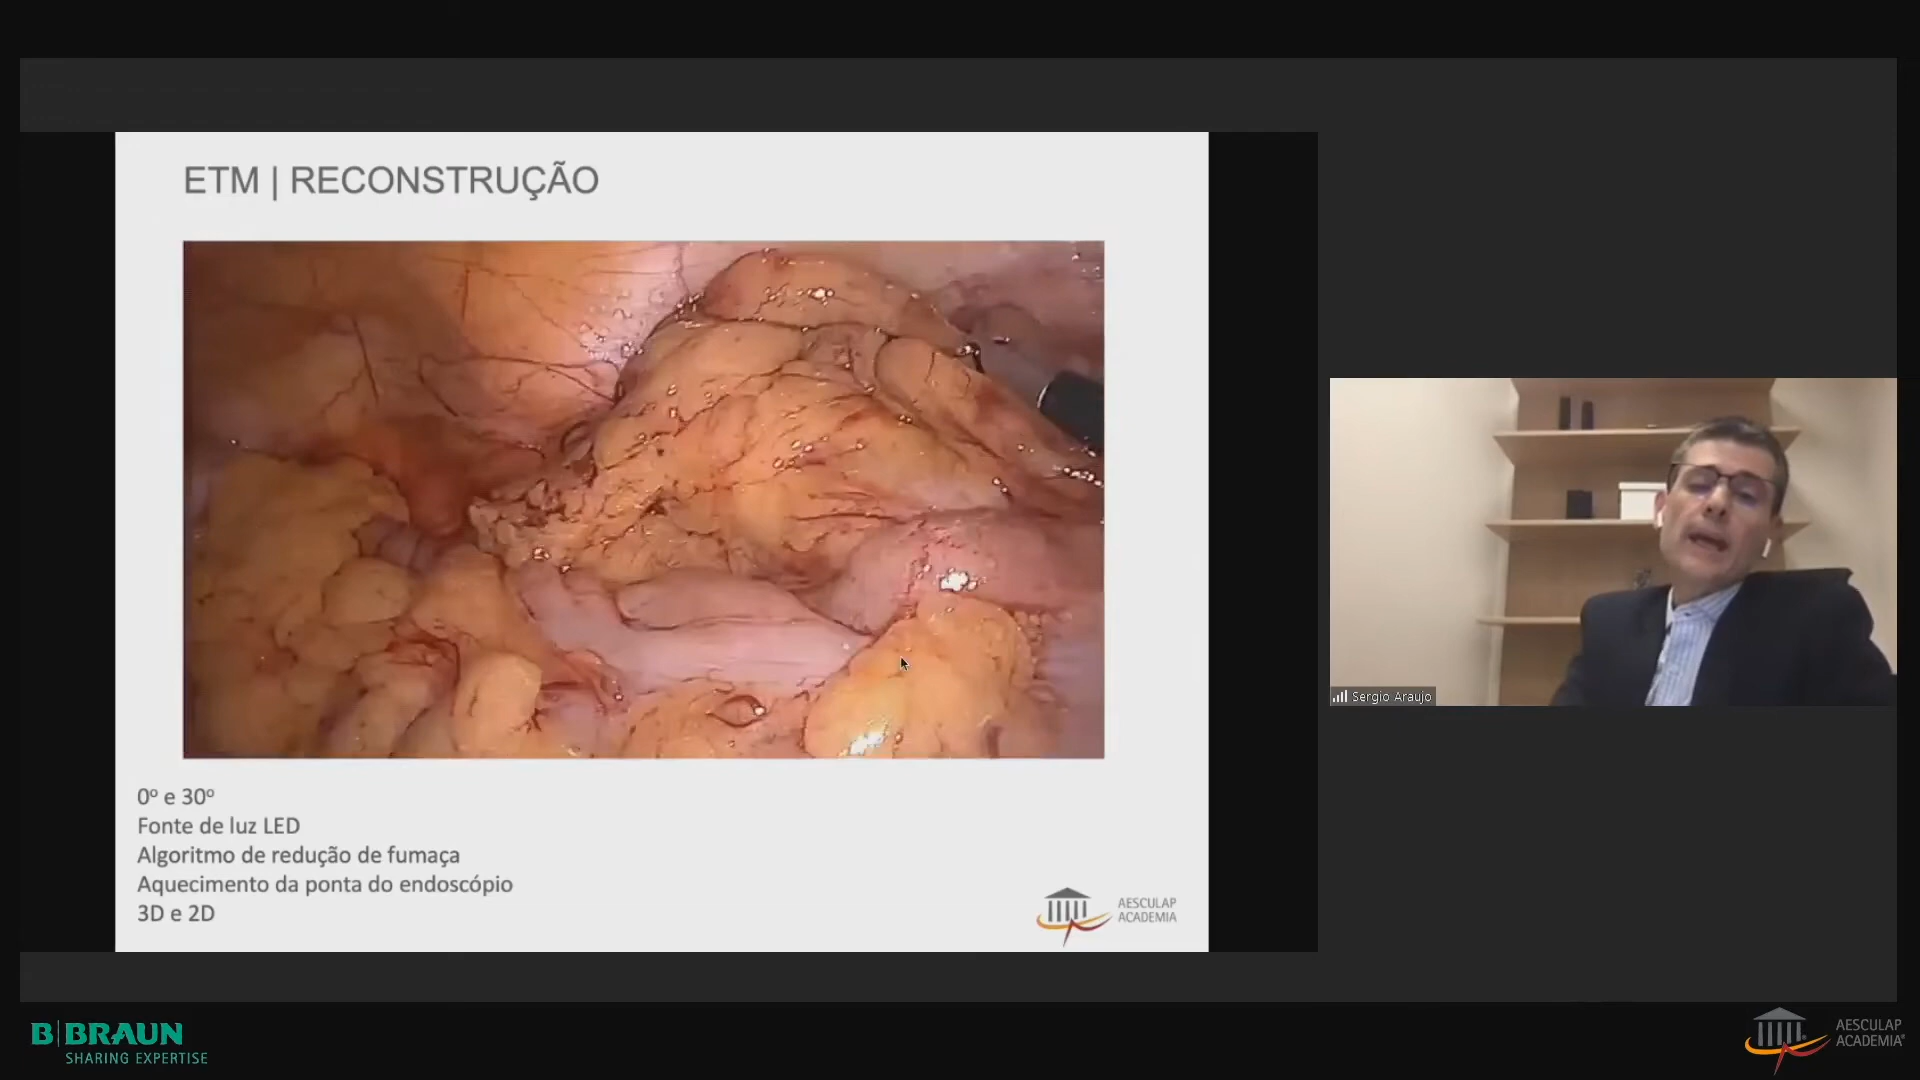 ETM | RECONSTRUÇÃO
0º e 30º
Fonte de luz LED
Algoritmo de redução de fumaça
Aquecimento da ponta do endoscópio
3D e 2D
AESCULAP
ACADEMIA
Sergio Araujo
B|BRAUN
SHARING EXPERTISE
AESCULAP
ACADEMIA®